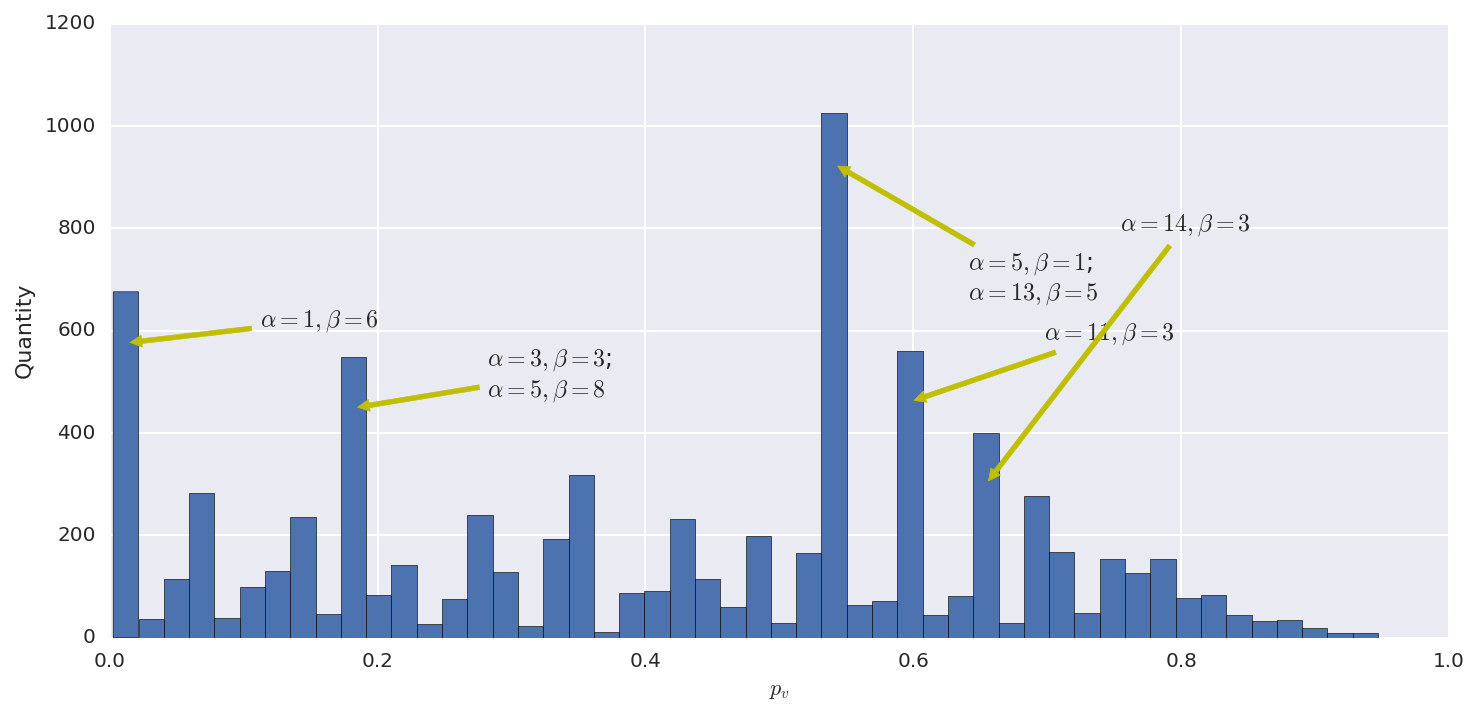 1200
1000
800
600
400
200
0
Quantity
α = 14, β = 3
α = 5, β = 1;
α = 13, β = 5
α = 1, β = 6
α = 11, β = 3
α = 3, β = 3;
α = 5, β = 8
0.0 0.2 0.4 0.6 0.8 1.0
p_v